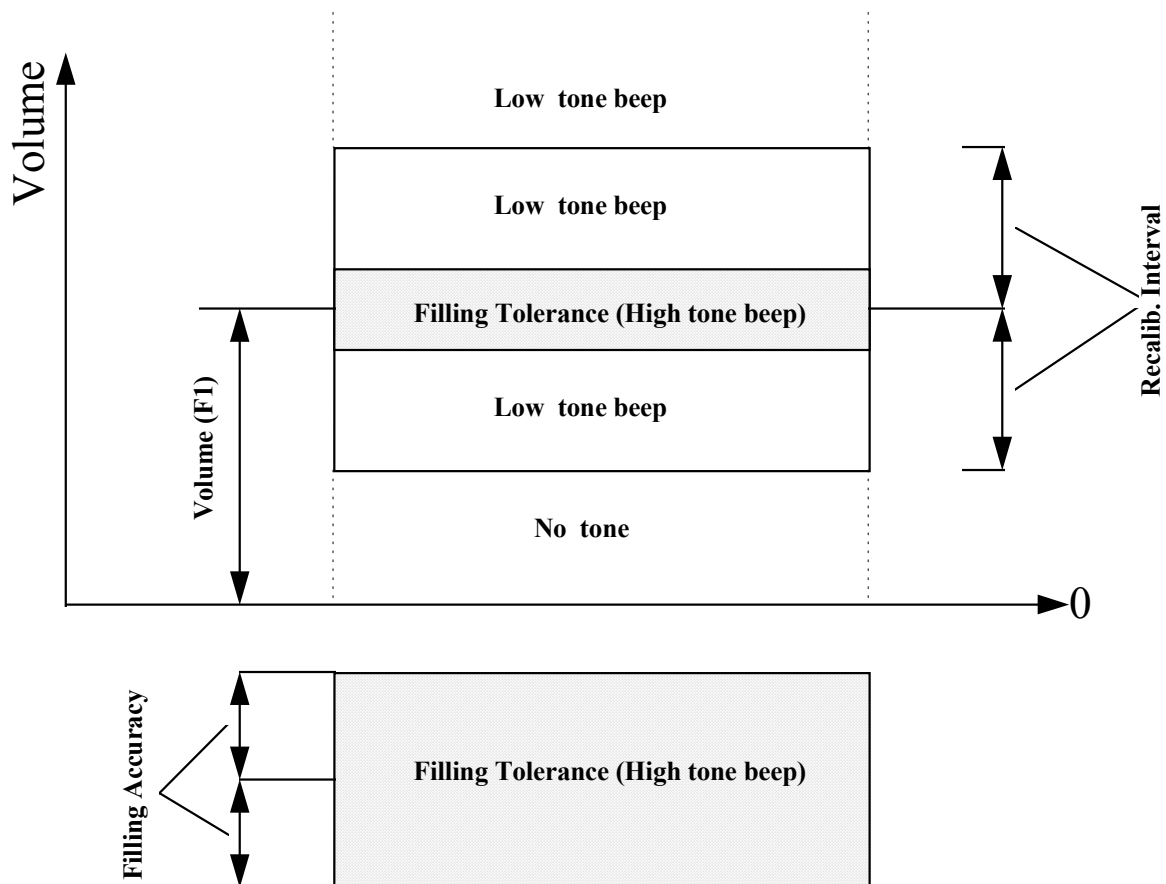 Volume
Low tone beep
Low tone beep
Filling Tolerance (High tone beep)
Low tone beep
No tone
Volume (F1)
Recalib. Interval
0
Filling Accuracy
Filling Tolerance (High tone beep)